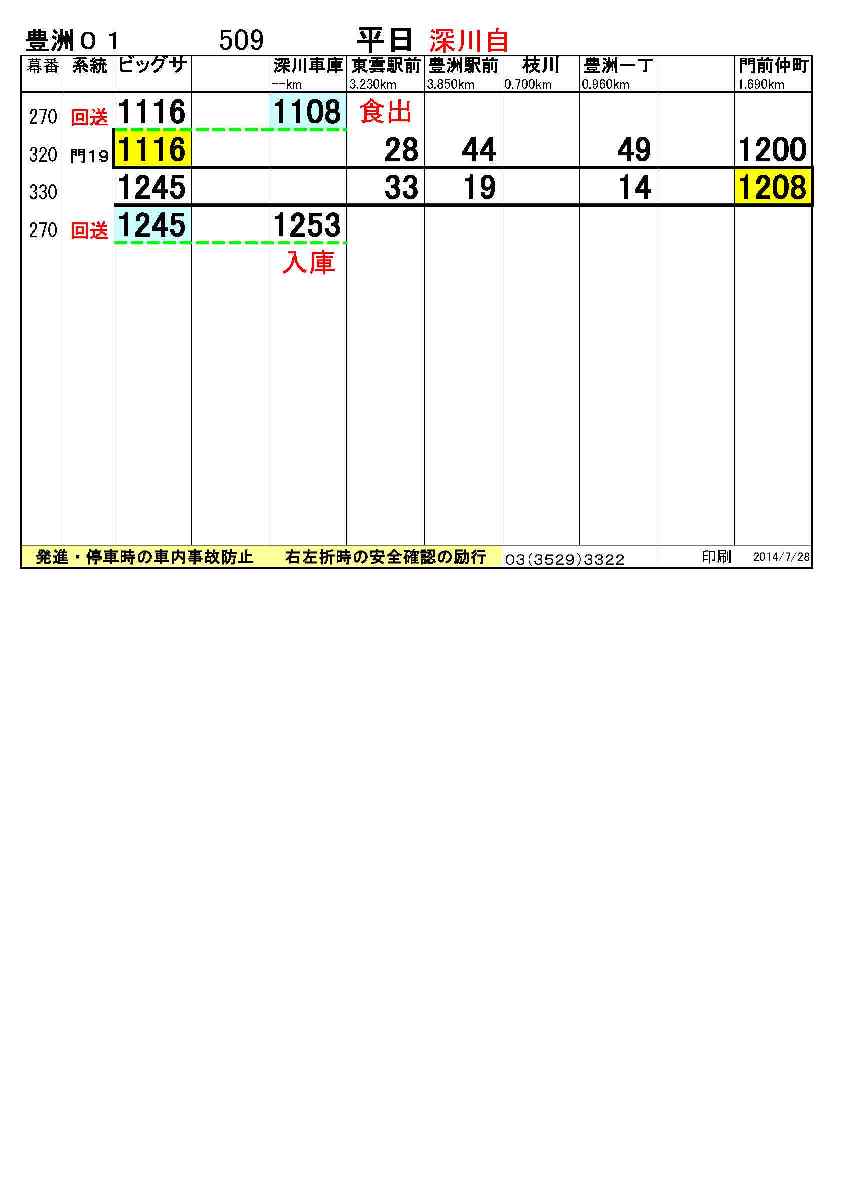 豊洲０１ 509 平日 深川自
幕番 系統 ビッグサ 深川車庫 東雲駅前 豊洲駅前 枝川 豊洲一丁 門前仲町
---km 3.230km 3.850km 0.700km 0.960km 1.690km
270 回送 1116 1108 食出
320 門19 1116 28 44 49 1200
330 1245 33 19 14 1208
270 回送 1245 1253
入庫
発進・停車時の車内事故防止 右左折時の安全確認の励行 03(3529)3322 印刷 2014/7/28